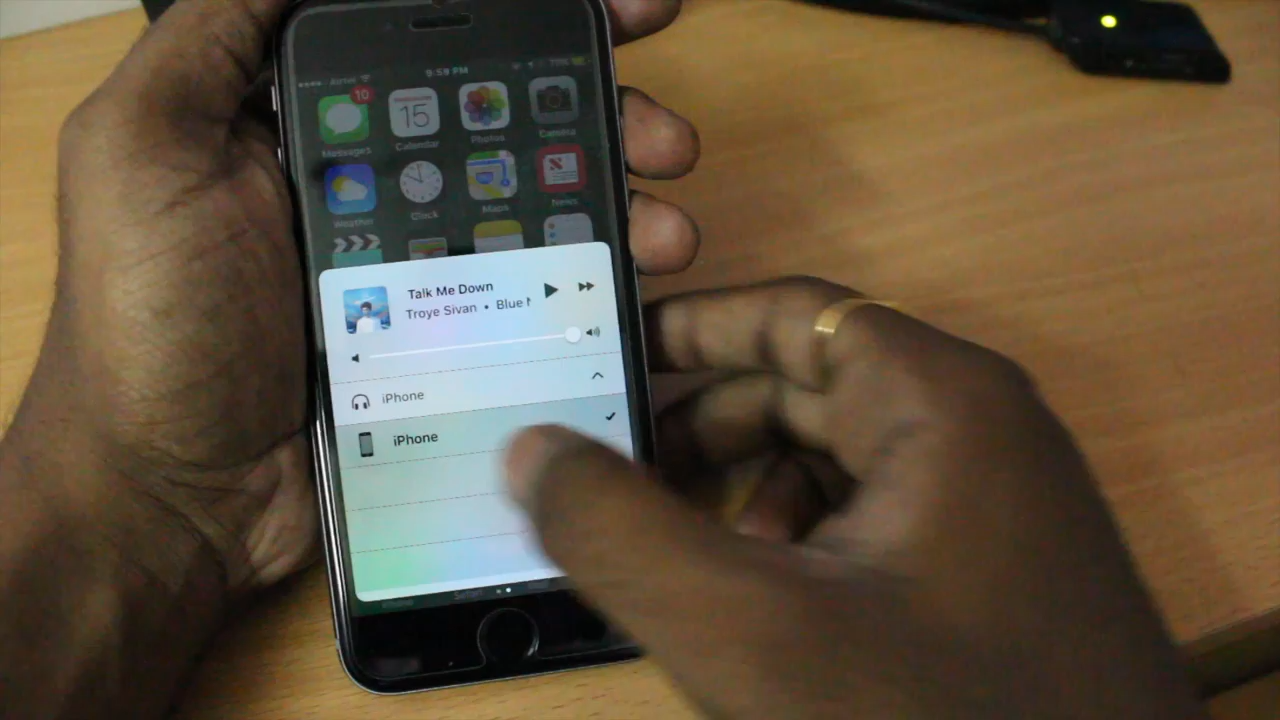 Airtel
9:59 PM
77%
10
15
Messages
Calendar
Photos
Camera
Weather
Clock
Maps
News
Talk Me Down
Troye Sivan • Blue N
iPhone
iPhone